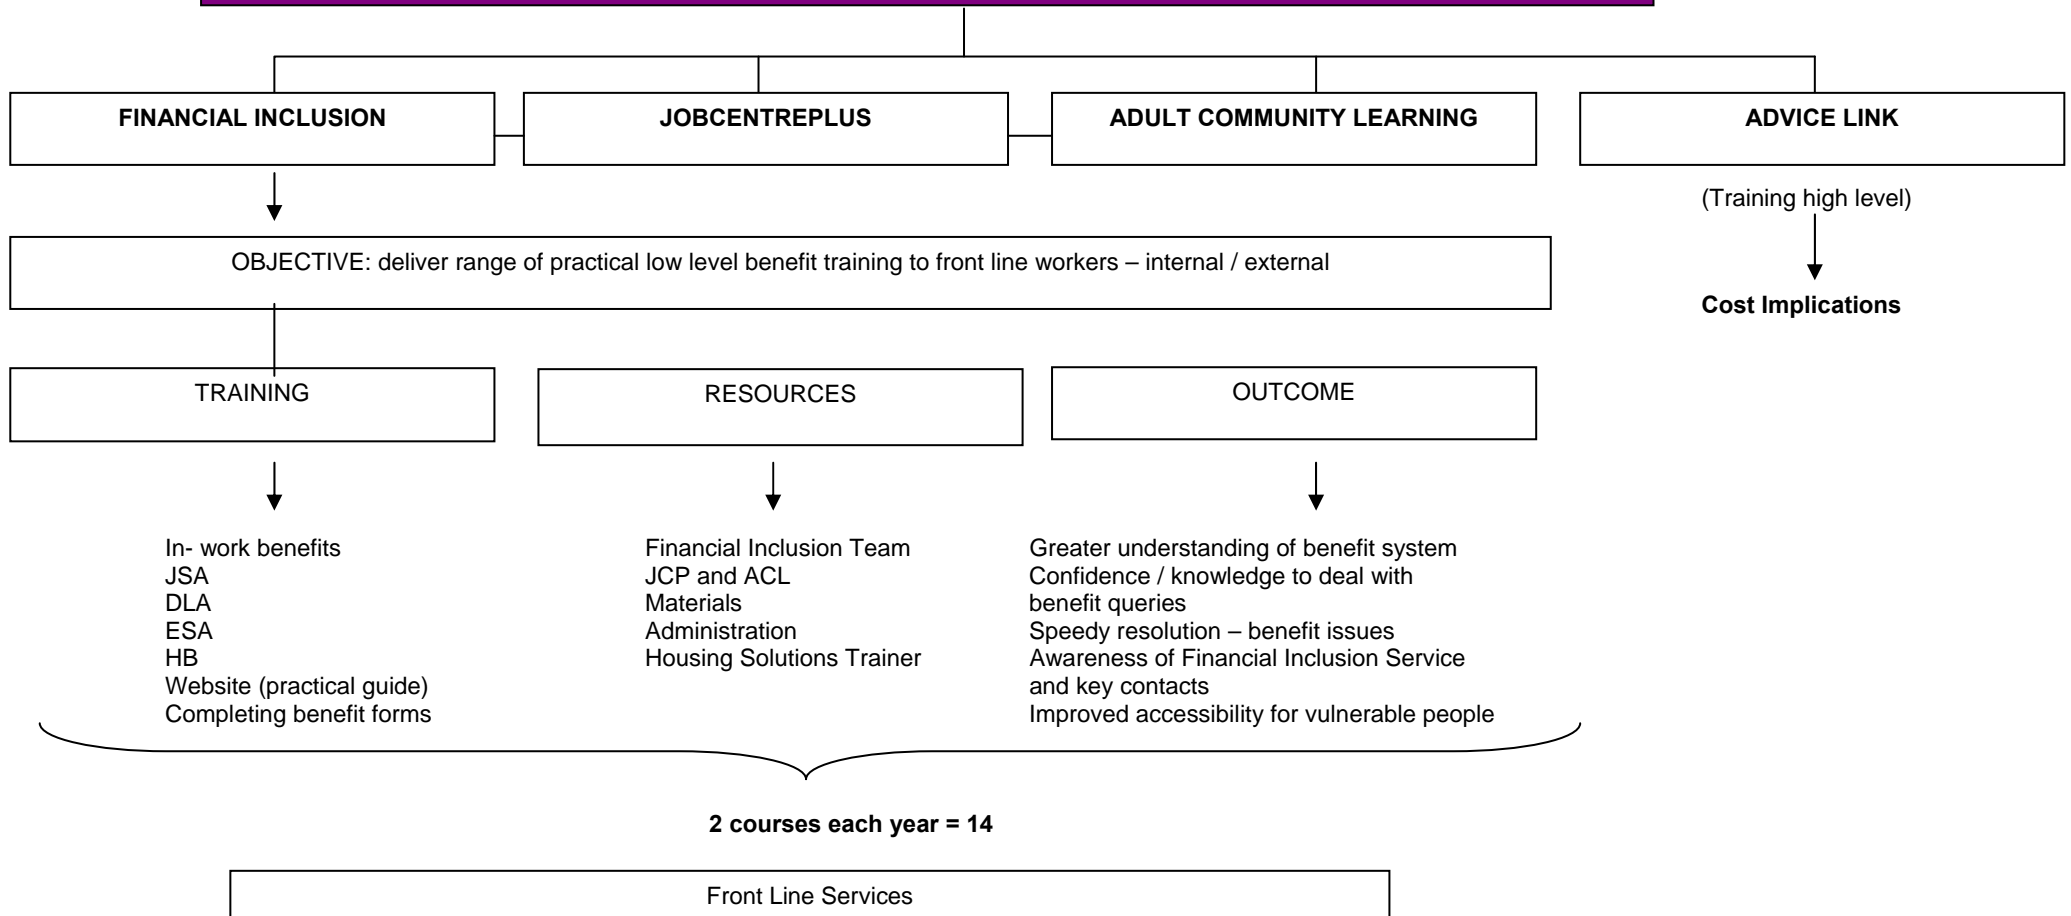 FINANCIAL INCLUSION
JOBCENTREPLUS
ADULT COMMUNITY LEARNING
ADVICE LINK
(Training high level)
Cost Implications
OBJECTIVE: deliver range of practical low level benefit training to front line workers – internal / external
TRAINING
RESOURCES
OUTCOME
In- work benefits
JSA
DLA
ESA
HB
Website (practical guide)
Completing benefit forms
Financial Inclusion Team
JCP and ACL
Materials
Administration
Housing Solutions Trainer
Greater understanding of benefit system
Confidence / knowledge to deal with
benefit queries
Speedy resolution – benefit issues
Awareness of Financial Inclusion Service
and key contacts
Improved accessibility for vulnerable people
2 courses each year = 14
Front Line Services